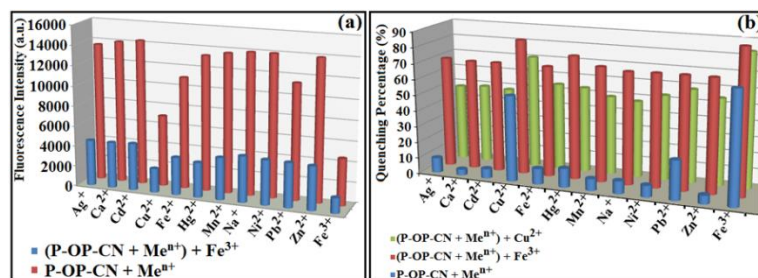 (a)
Fluorescence Intensity (a.u.)
16000
14000
12000
10000
8000
6000
4000
2000
0
Ag⁺
Ca²⁺
Cd²⁺
Cu²⁺
Fe²⁺
Hg²⁺
Mn²⁺
Na⁺
Ni²⁺
Pb²⁺
Zn²⁺
Fe³⁺
(P-OP-CN + Meⁿ⁺) + Fe³⁺
P-OP-CN + Meⁿ⁺
(b)
Quenching Percentage (%)
90
80
70
60
50
40
30
20
10
0
Ag⁺
Ca²⁺
Cd²⁺
Cu²⁺
Fe²⁺
Hg²⁺
Mn²⁺
Na⁺
Ni²⁺
Pb²⁺
Zn²⁺
Fe³⁺
(P-OP-CN + Meⁿ⁺) + Cu²⁺
(P-OP-CN + Meⁿ⁺) + Fe³⁺
P-OP-CN + Meⁿ⁺